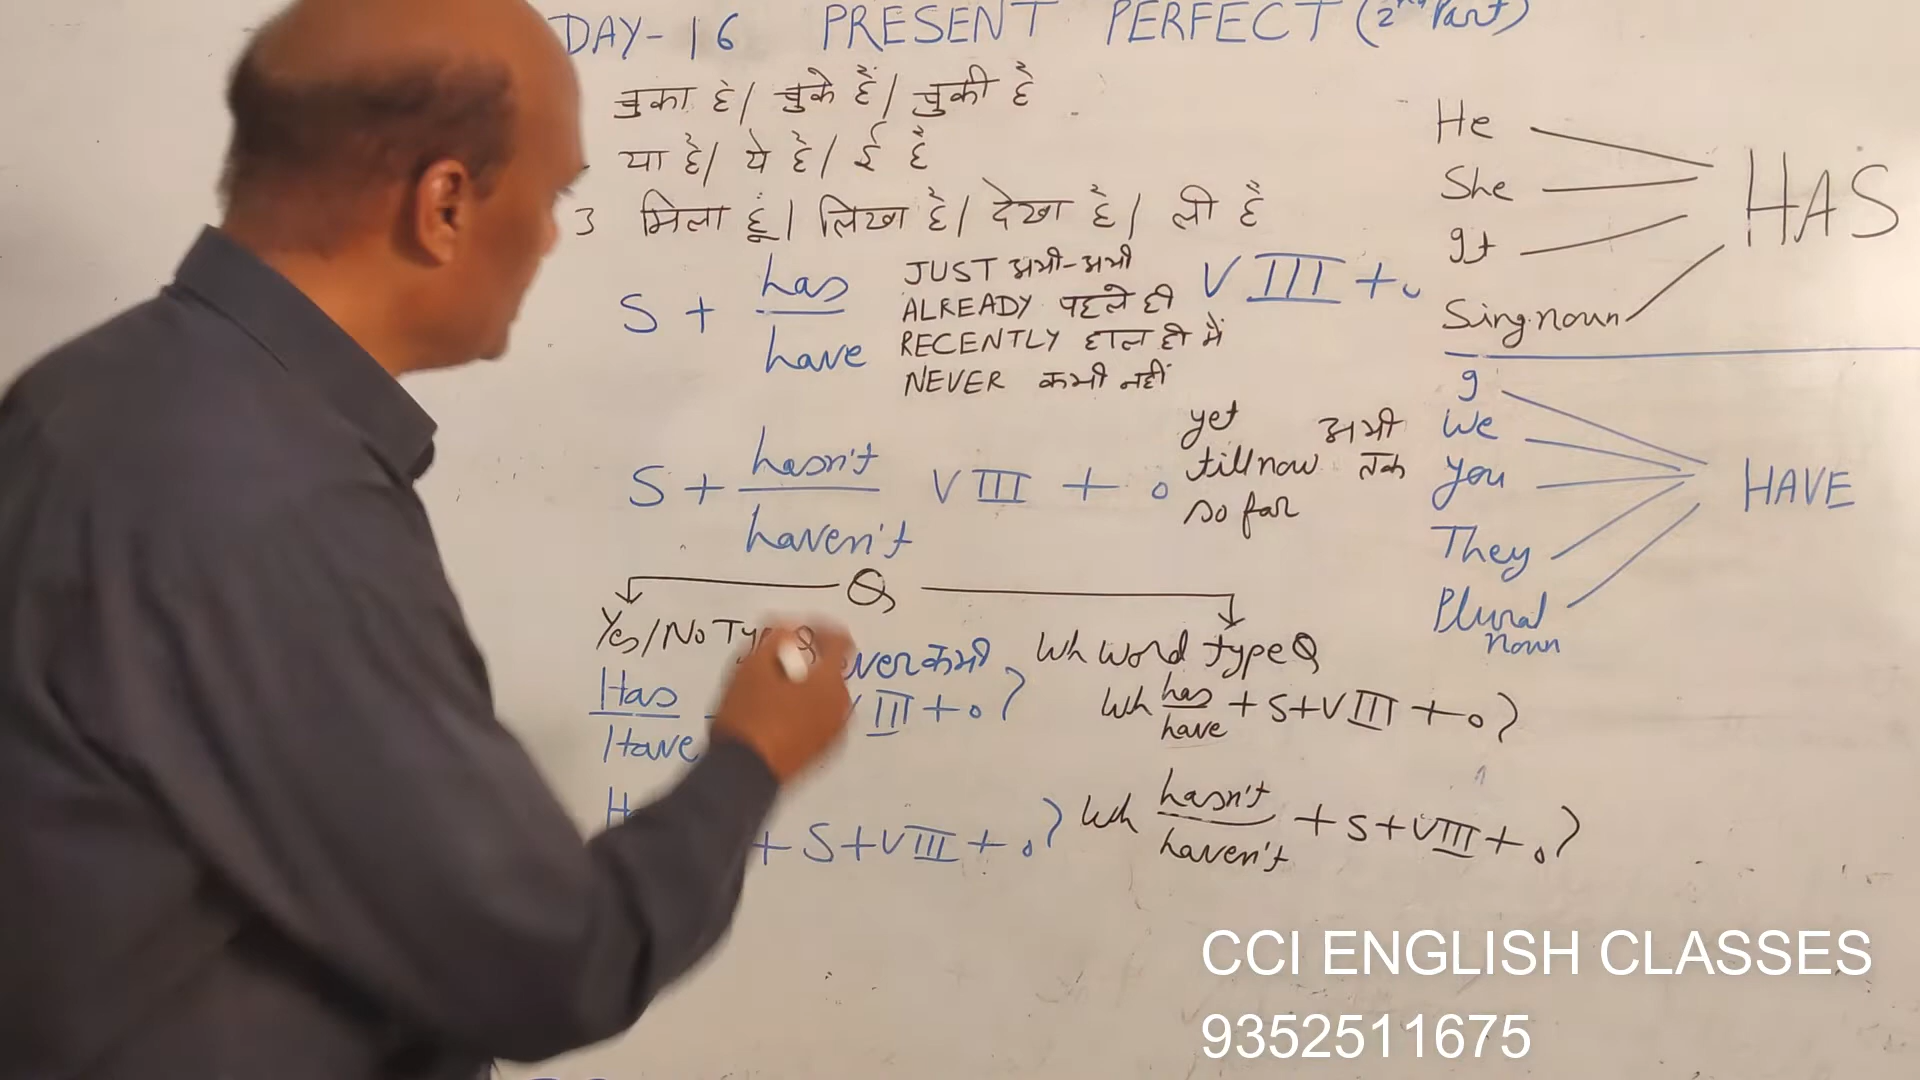 DAY-16 PRESENT PERFECT (2nd Part)
चुका है/ चुके हैं/ चुकी है
या है/ ये है/ ई है
3 मिला हूं/ लिखा है/ देखा है/ ली है
S + has have JUST अभी-अभी V III + o
ALREADY पहले ही
RECENTLY हाल ही मैं
NEVER कभी नहीं
S + hasn't haven't V III + o yet till now so far अभी तक
Q
Yes/No Type Q
ever कभी
Has Have V III + o ?
+ S + V III + o ?
Wh word type Q
Wh has have + S + V III + o ?
Wh hasn't haven't + S + V III + o ?
He
She
It
Sing. noun
HAS
I
We
You
They
Plural noun
HAVE
CCI ENGLISH CLASSES
9352511675